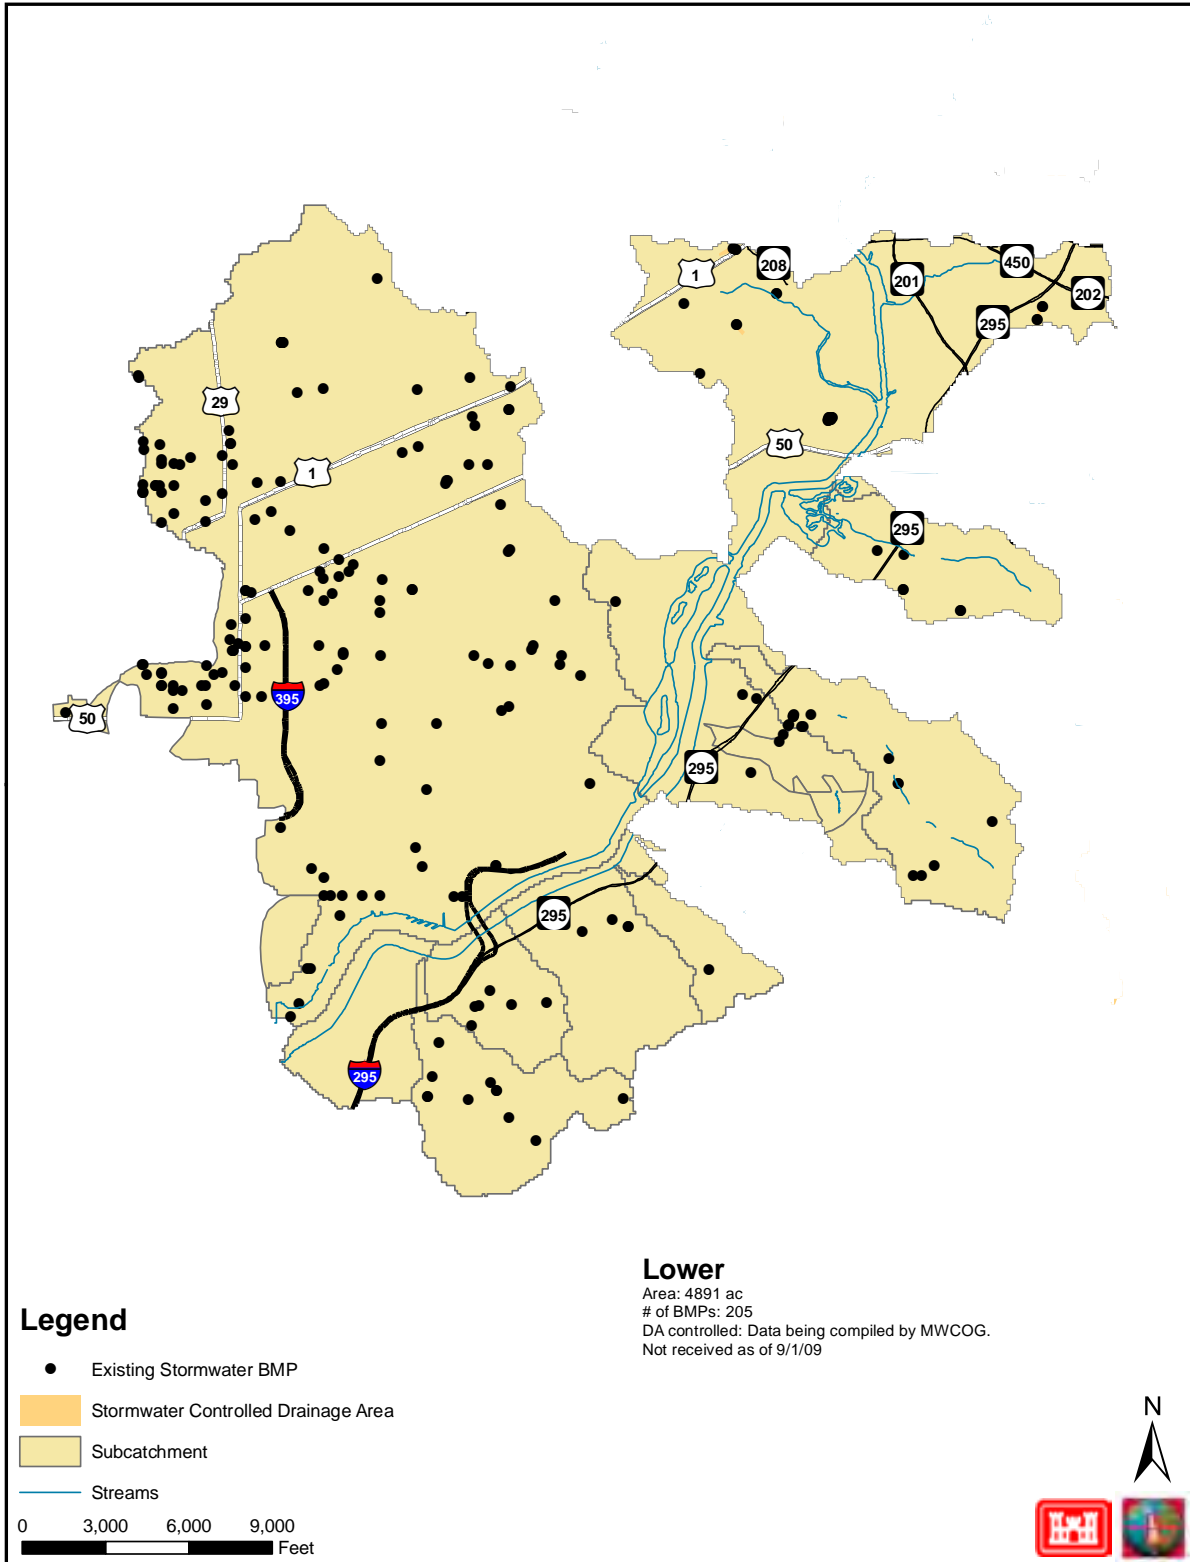 208
1
201
450
202
295
29
50
1
295
395
50
295
295
295
Lower
Area: 4891 ac
# of BMPs: 205
DA controlled: Data being compiled by MWCOG.
Not received as of 9/1/09
Legend
Existing Stormwater BMP
Stormwater Controlled Drainage Area
Subcatchment
Streams
0 3,000 6,000 9,000
Feet
N